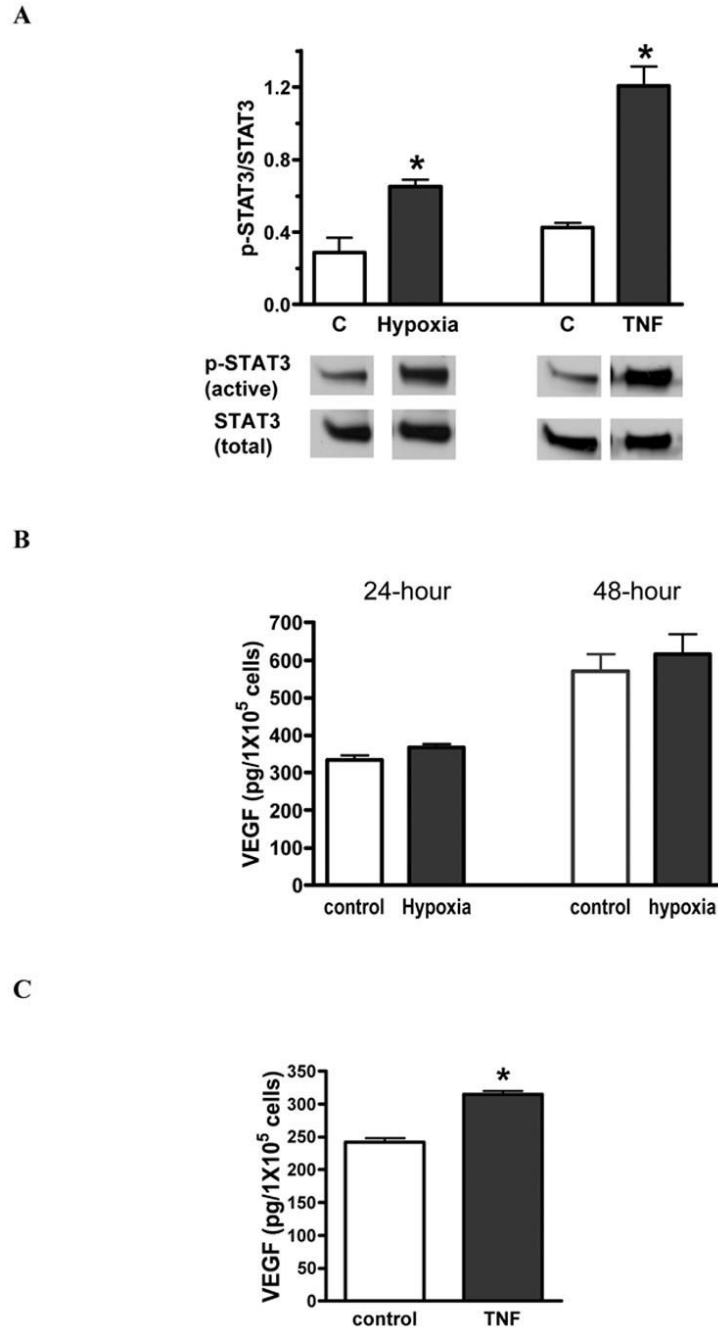 A
p-STAT3/STAT3
1.2
0.8
0.4
0.0
* *
C Hypoxia C TNF
p-STAT3
(active)
STAT3
(total)
B
24-hour 48-hour
VEGF (pg/1X10⁵ cells)
700
600
500
400
300
200
100
0
control Hypoxia control hypoxia
C
VEGF (pg/1X10⁵ cells)
350
300
250
200
150
100
50
0
*
control TNF